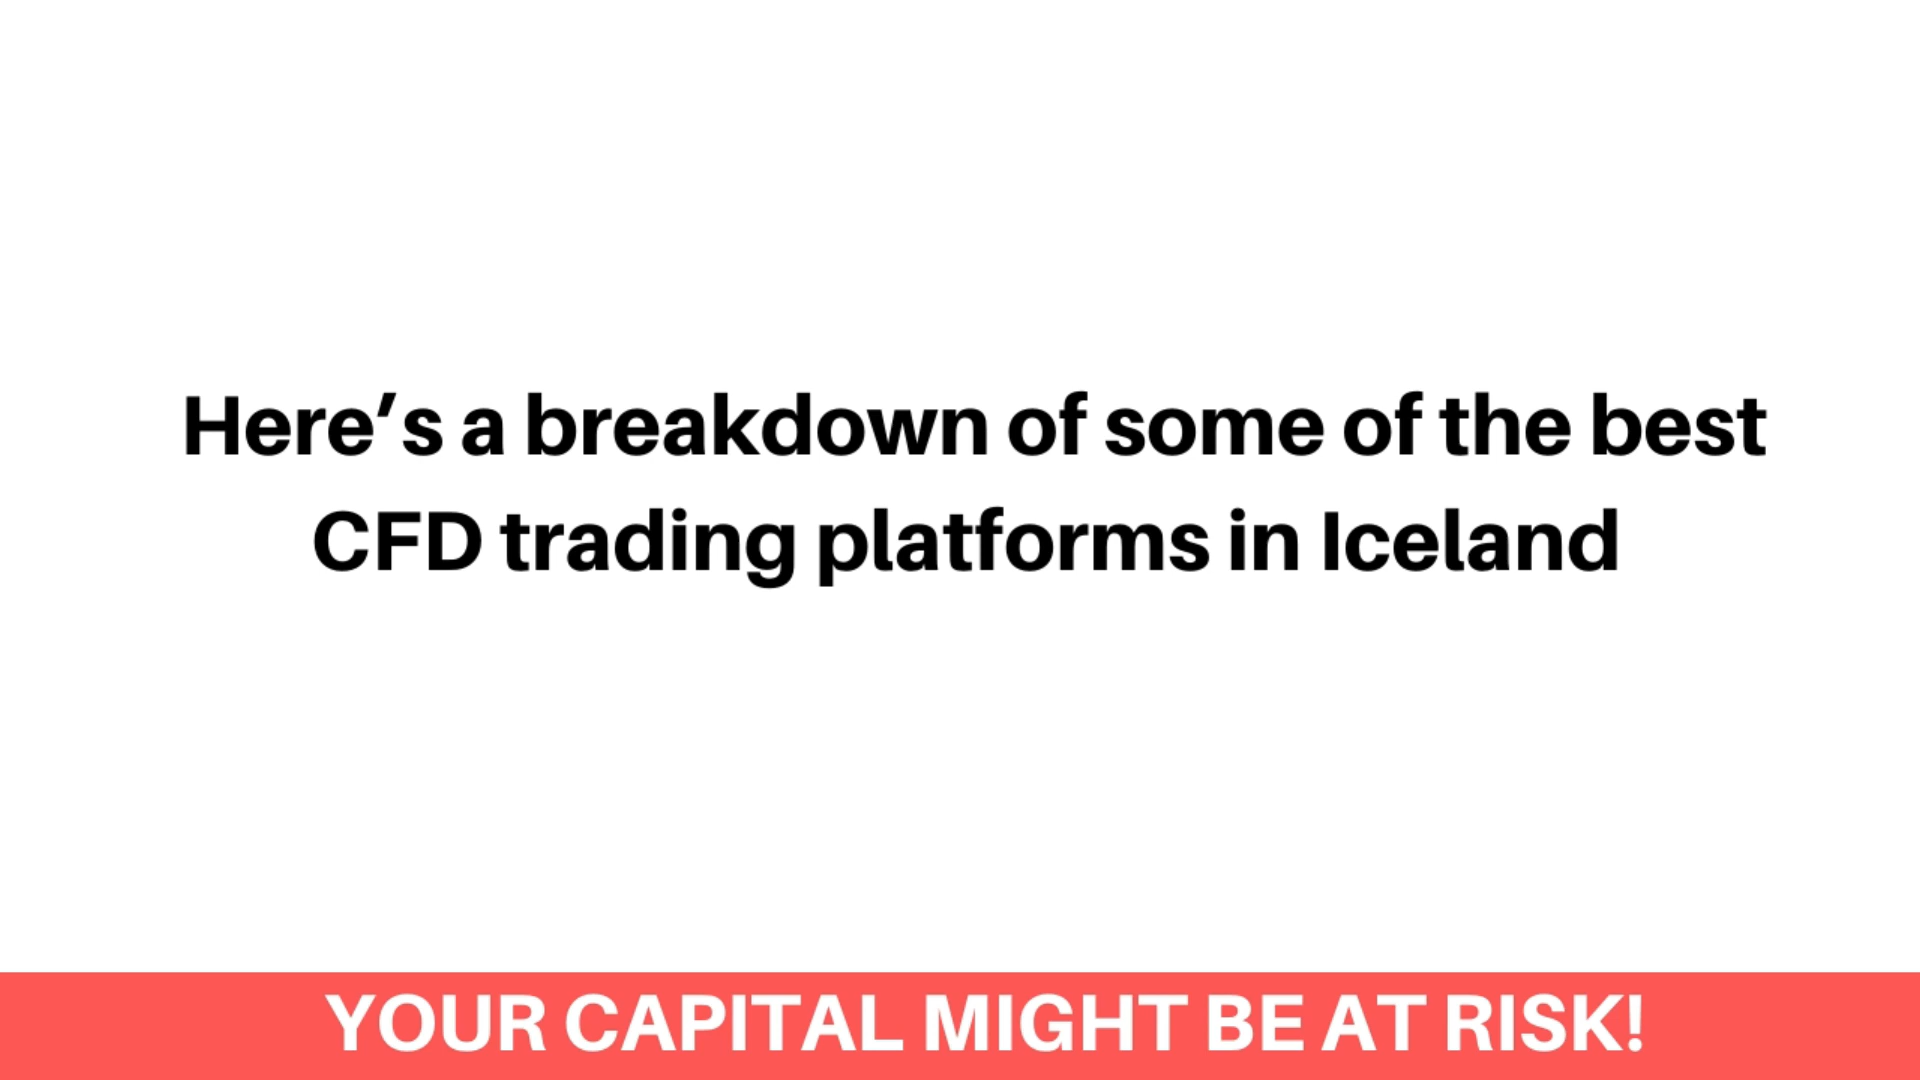 Here’s a breakdown of some of the best
CFD trading platforms in Iceland
YOUR CAPITAL MIGHT BE AT RISK!